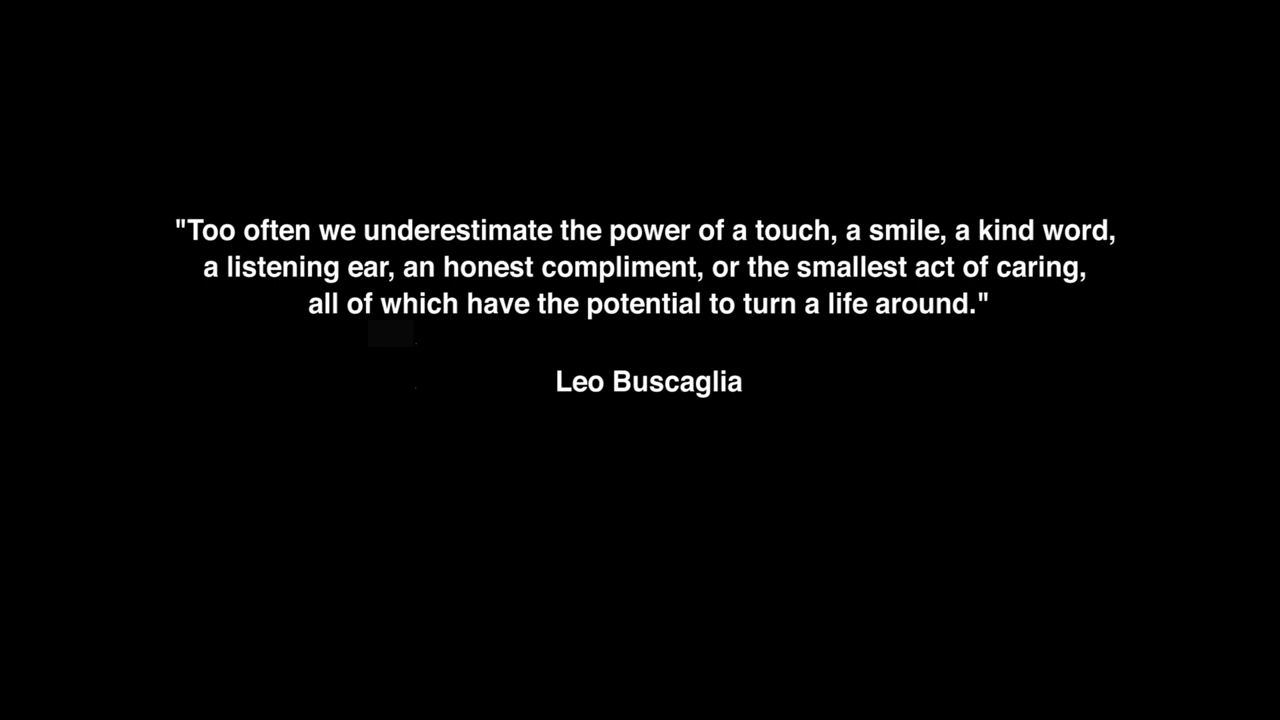 "Too often we underestimate the power of a touch, a smile, a kind word,
a listening ear, an honest compliment, or the smallest act of caring,
all of which have the potential to turn a life around."
Leo Buscaglia